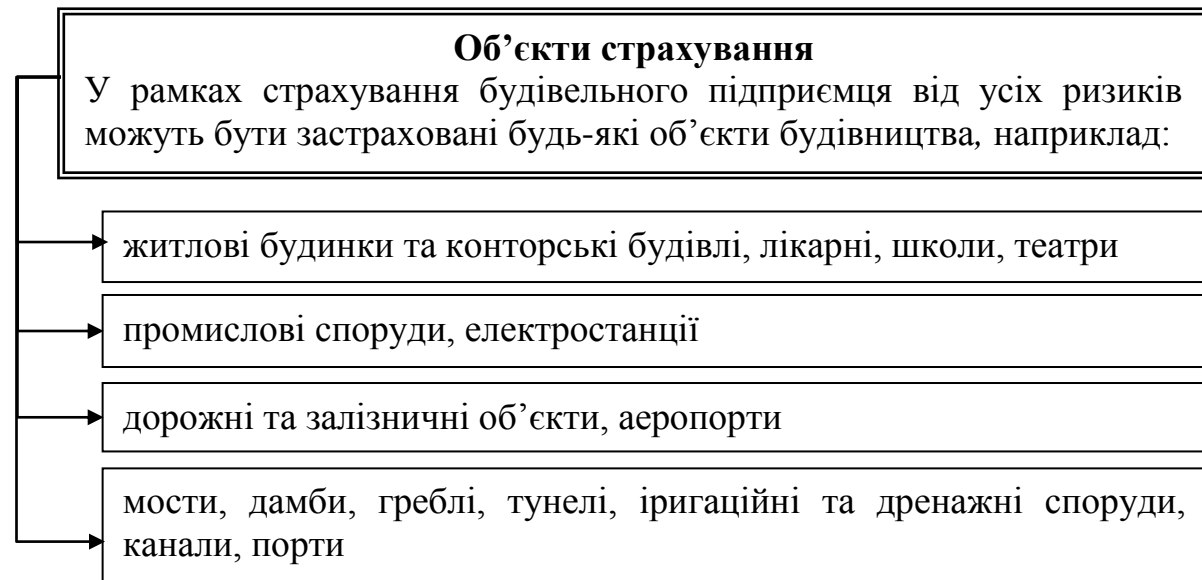 Об’єкти страхування
У рамках страхування будівельного підприємця від усіх ризиків
можуть бути застраховані будь-які об’єкти будівництва, наприклад:
житлові будинки та конторські будівлі, лікарні, школи, театри
промислові споруди, електростанції
дорожні та залізничні об’єкти, аеропорти
мости, дамби, греблі, тунелі, іригаційні та дренажні споруди,
канали, порти